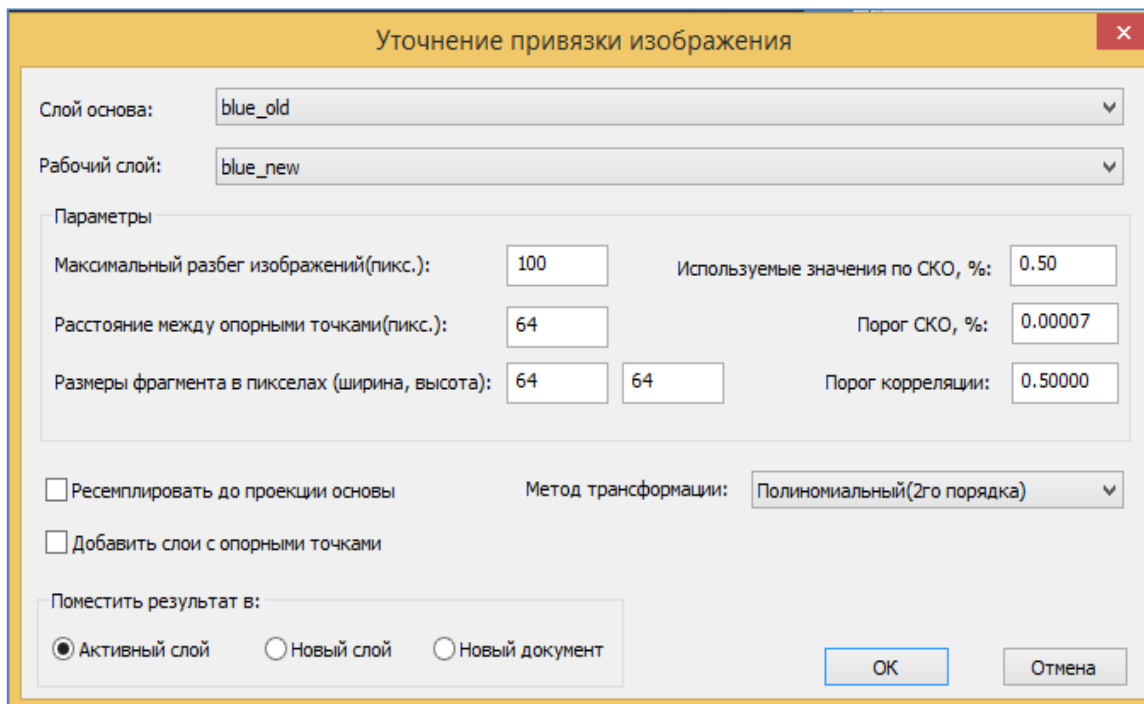 Уточнение привязки изображения
Слой основа: blue_old
Рабочий слой: blue_new
Параметры
Максимальный разбег изображений(пикс.): 100 Используемые значения по СКО, %: 0.50
Расстояние между опорными точками(пикс.): 64 Порог СКО, %: 0.00007
Размеры фрагмента в пикселах (ширина, высота): 64 64 Порог корреляции: 0.50000
Ресемплировать до проекции основы Метод трансформации: Полиномиальный(2го порядка)
Добавить слои с опорными точками
Поместить результат в:
Активный слой Новый слой Новый документ
OK Отмена